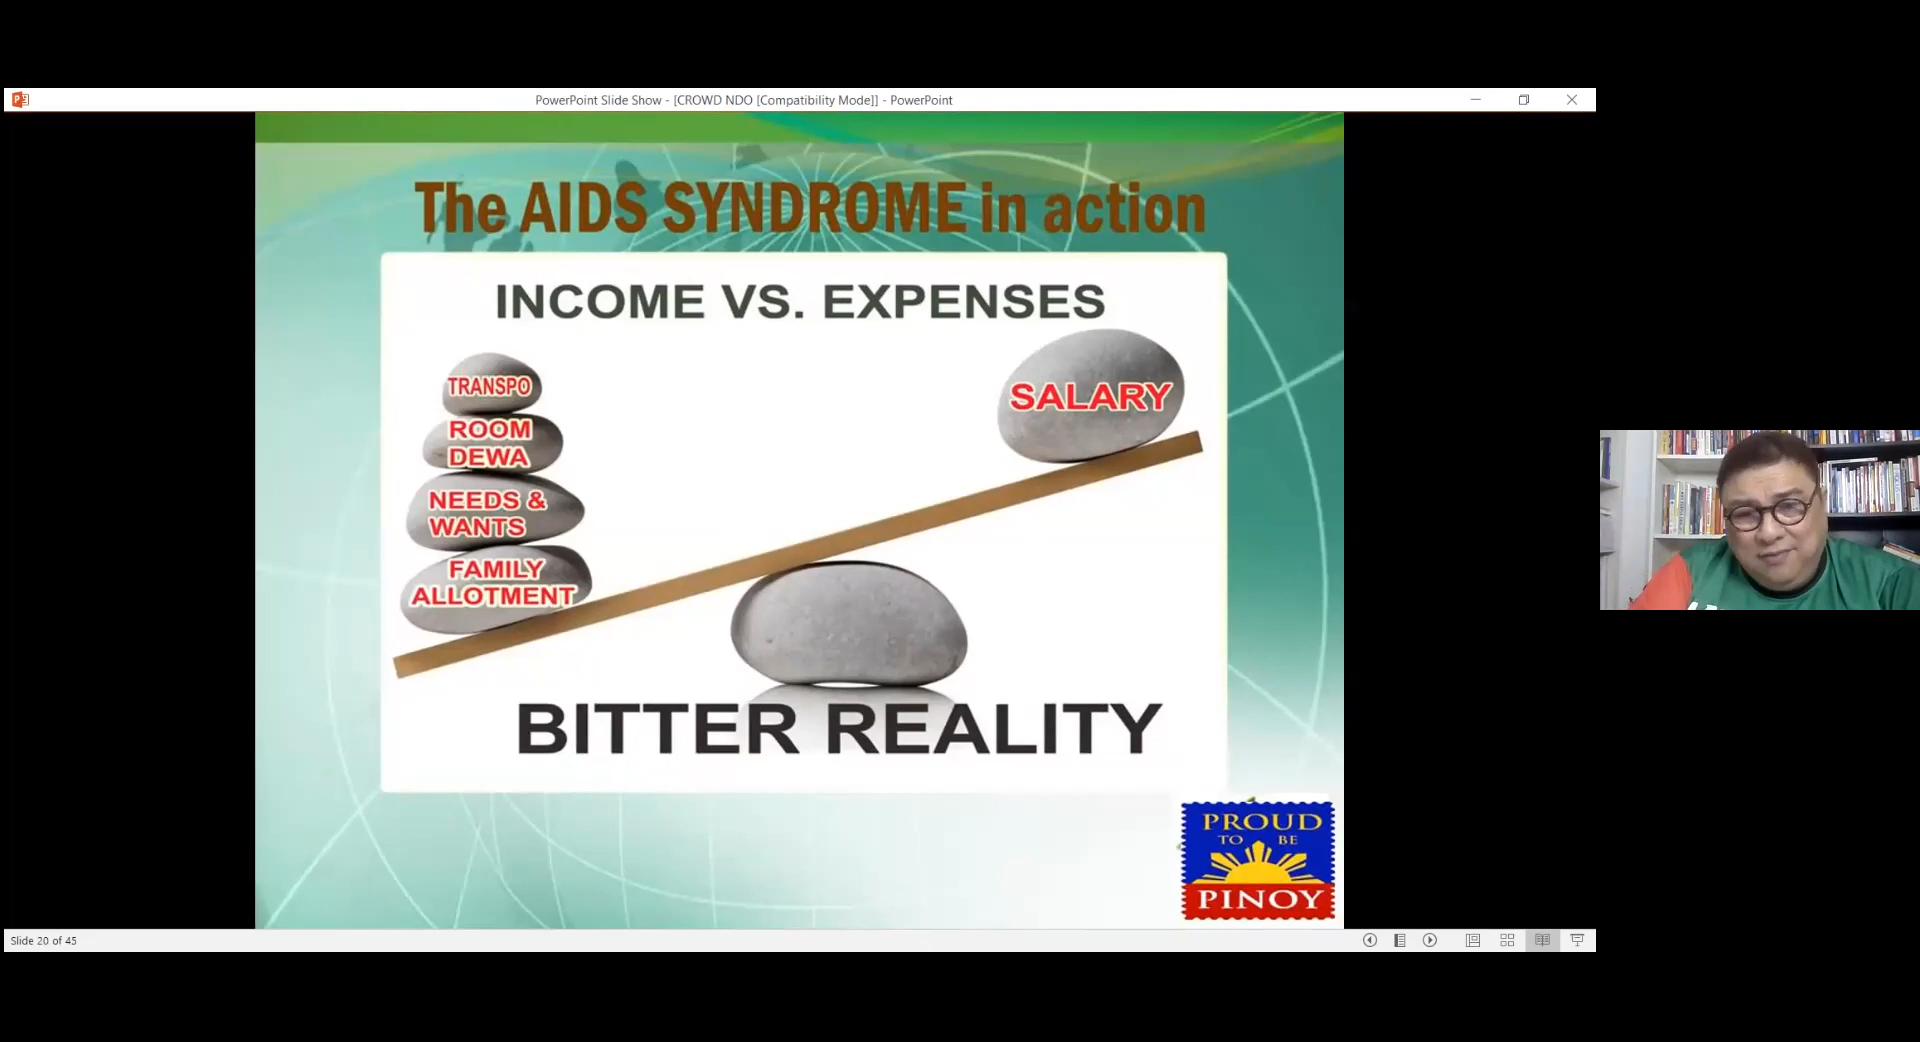 PowerPoint Slide Show - [CROWD NDO [Compatibility Mode]] - PowerPoint
The AIDS SYNDROME in action
INCOME VS. EXPENSES
TRANSPO
ROOM
DEWA
NEEDS &
WANTS
FAMILY
ALLOTMENT
SALARY
BITTER REALITY
PROUD
TO BE
PINOY
Slide 20 of 45